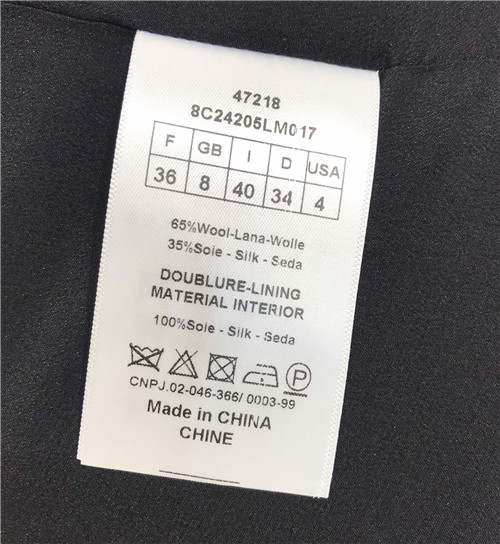 47218
8C24205LM017
F GB I D USA
36 8 40 34 4
65%Wool-Lana-Wolle
35%Soie - Silk - Seda
DOUBLURE-LINING
MATERIAL INTERIOR
100%Soie - Silk - Seda
P
CNPJ.02-046-366/ 0003-99
Made in CHINA
CHINE